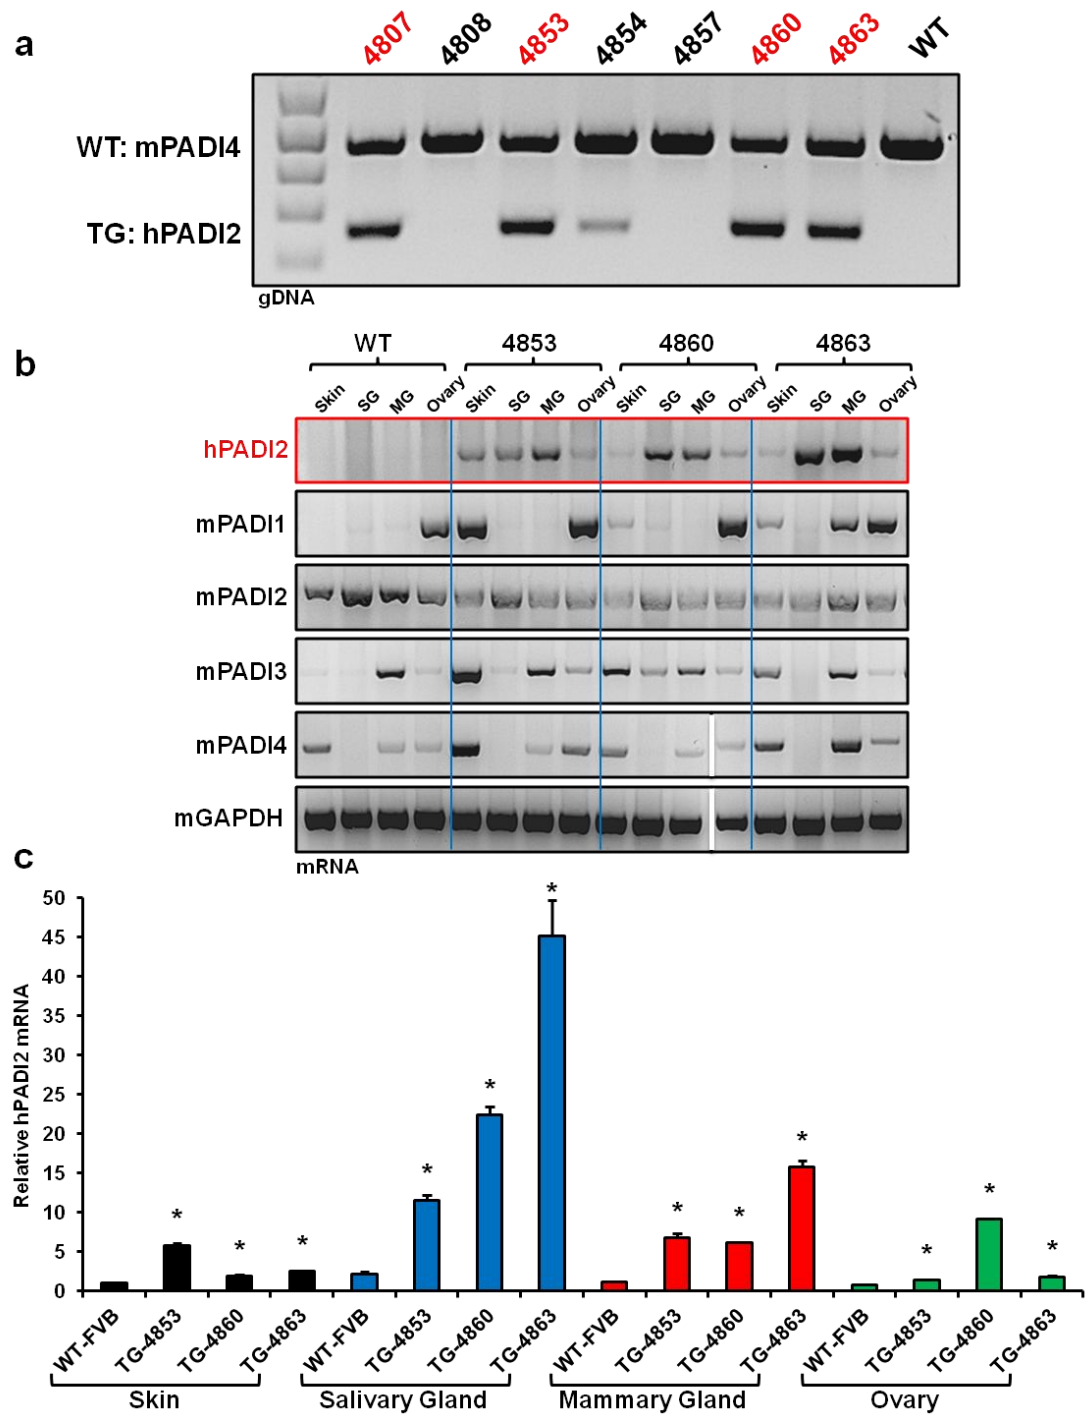 a
4807 4808 4853 4854 4857 4860 4863 WT
WT: mPADI4
TG: hPADI2
gDNA
b
WT 4853 4860 4863
Skin SG MG Ovary Skin SG MG Ovary Skin SG MG Ovary Skin SG MG Ovary
hPADI2
mPADI1
mPADI2
mPADI3
mPADI4
mGAPDH
mRNA
c
Relative hPADI2 mRNA
50
45
40
35
30
25
20
15
10
5
0
* * * * * * * * * * * *
WT-FVB TG-4853 TG-4860 TG-4863 WT-FVB TG-4853 TG-4860 TG-4863 WT-FVB TG-4853 TG-4860 TG-4863 WT-FVB TG-4853 TG-4860 TG-4863
Skin Salivary Gland Mammary Gland Ovary